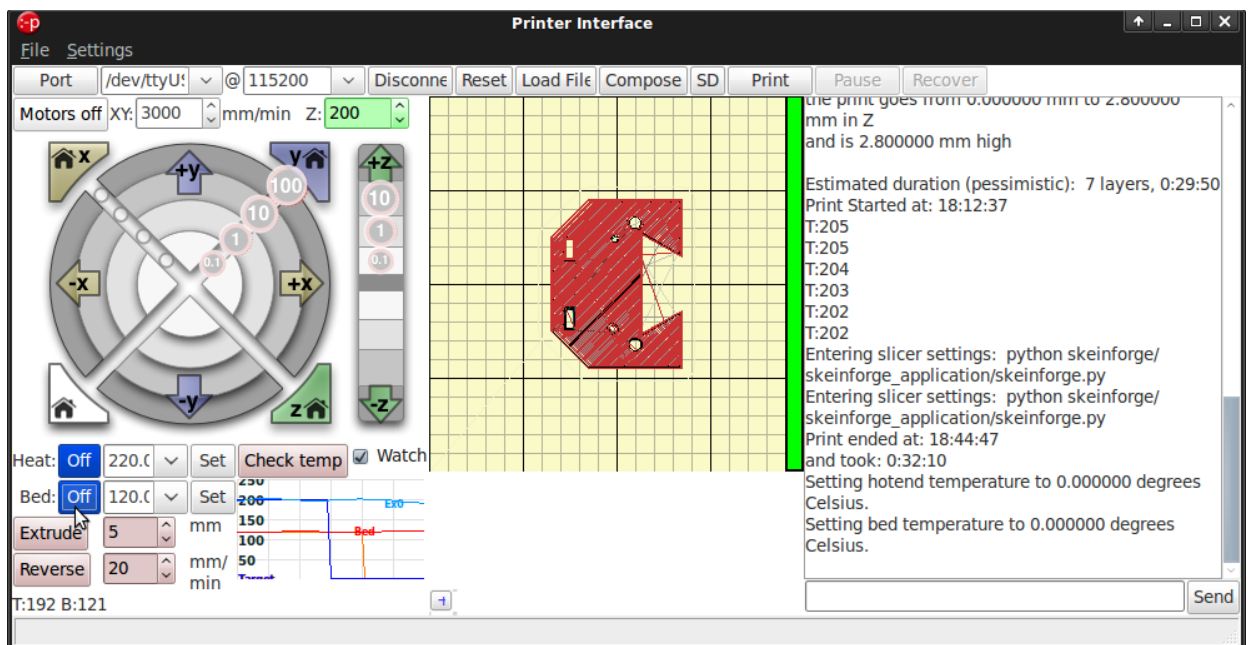 Printer Interface
File Settings
Port /dev/ttyUS @ 115200 Disconne Reset Load File Compose SD Print Pause Recover
Motors off XY: 3000 mm/min Z: 200
x +y y 100 10 1 0.1 -x +x -y z
+z 10 1 0.1 -z
Heat: Off 220.0 Set Check temp Watch
Bed: Off 120.0 Set
Extrude 5 mm
Reverse 20 mm/
min
250
200 Ex0
150
Bed
100
50
Target
T:192 B:121
the print goes from 0.000000 mm to 2.800000
mm in Z
and is 2.800000 mm high
Estimated duration (pessimistic): 7 layers, 0:29:50
Print Started at: 18:12:37
T:205
T:205
T:204
T:203
T:202
T:202
Entering slicer settings: python skeinforge/
skeinforge_application/skeinforge.py
Entering slicer settings: python skeinforge/
skeinforge_application/skeinforge.py
Print ended at: 18:44:47
and took: 0:32:10
Setting hotend temperature to 0.000000 degrees
Celsius.
Setting bed temperature to 0.000000 degrees
Celsius.
Send